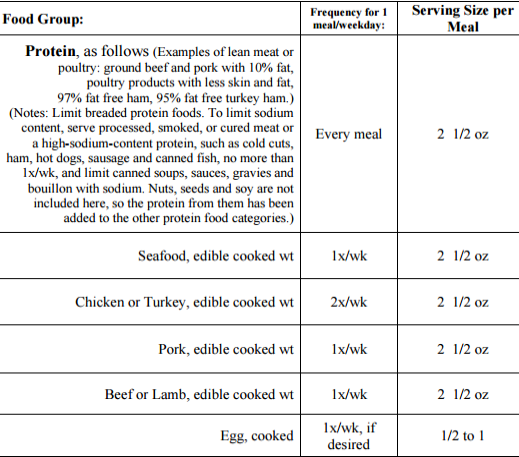 Food Group:
Frequency for 1
meal/weekday:
Serving Size per
Meal
Protein, as follows (Examples of lean meat or
poultry: ground beef and pork with 10% fat,
poultry products with less skin and fat,
97% fat free ham, 95% fat free turkey ham.)
(Notes: Limit breaded protein foods. To limit sodium
content, serve processed, smoked, or cured meat or
a high-sodium-content protein, such as cold cuts,
ham, hot dogs, sausage and canned fish, no more than
1x/wk, and limit canned soups, sauces, gravies and
bouillon with sodium. Nuts, seeds and soy are not
included here, so the protein from them has been
added to the other protein food categories.)
Every meal
2 1/2 oz
Seafood, edible cooked wt
1x/wk
2 1/2 oz
Chicken or Turkey, edible cooked wt
2x/wk
2 1/2 oz
Pork, edible cooked wt
1x/wk
2 1/2 oz
Beef or Lamb, edible cooked wt
1x/wk
2 1/2 oz
Egg, cooked
1x/wk, if
desired
1/2 to 1